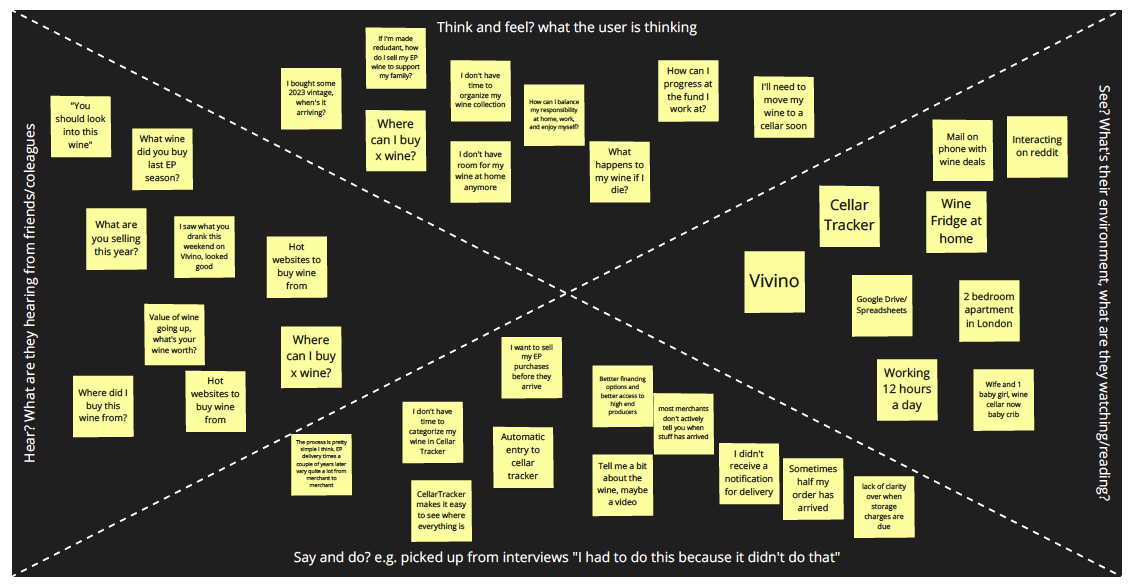 Think and feel? what the user is thinking
If I'm made
redudant, how
do I sell my EP
wine to support
my family?
I bought some
2023 vintage,
when's it
arriving?
Where
can I buy
x wine?
I don't have
time to
organize my
wine collection
How can I balance
my responsibility
at home, work,
and enjoy myself?
I don't have
room for my
wine at home
anymore
What
happens to
my wine if I
die?
How can I
progress at
the fund I
work at?
I'll need to
move my
wine to a
cellar soon
Hear? What are they hearing from friends/coleagues
"You
should look
into this
wine"
What wine
did you buy
last EP
season?
What are
you selling
this year?
I saw what you
drank this
weekend on
Vivino, looked
good
Hot
websites to
buy wine
from
Value of wine
going up,
what's your
wine worth?
Where
can I buy
x wine?
Where did I
buy this
wine from?
Hot
websites to
buy wine
from
See? What's their environment, what are they watching/reading?
Mail on
phone with
wine deals
Interacting
on reddit
Cellar
Tracker
Wine
Fridge at
home
Vivino
Google Drive/
Spreadsheets
2 bedroom
apartment
in London
Working
12 hours
a day
Wife and 1
baby girl, wine
cellar now
baby crib
I want to sell
my EP
purchases
before they
arrive
Bettter financing
options and
better access to
high end
producers
I don't have
time to
categorize my
wine in Cellar
Tracker
most merchants
don't actively
tell you when
stuff has arrived
The process is pretty
simple I think. EP
delivery times a
couple of years later
vary quite a lot from
merchant to
merchant
Automatic
entry to
cellar
tracker
Tell me a bit
about the
wine, maybe
a video
I didn't
receive a
notification
for delivery
Sometimes
half my
order has
arrived
CellarTracker
makes it easy
to see where
everything is
lack of clarity
over when
storage
charges are
due
Say and do? e.g. picked up from interviews "I had to do this because it didn't do that"